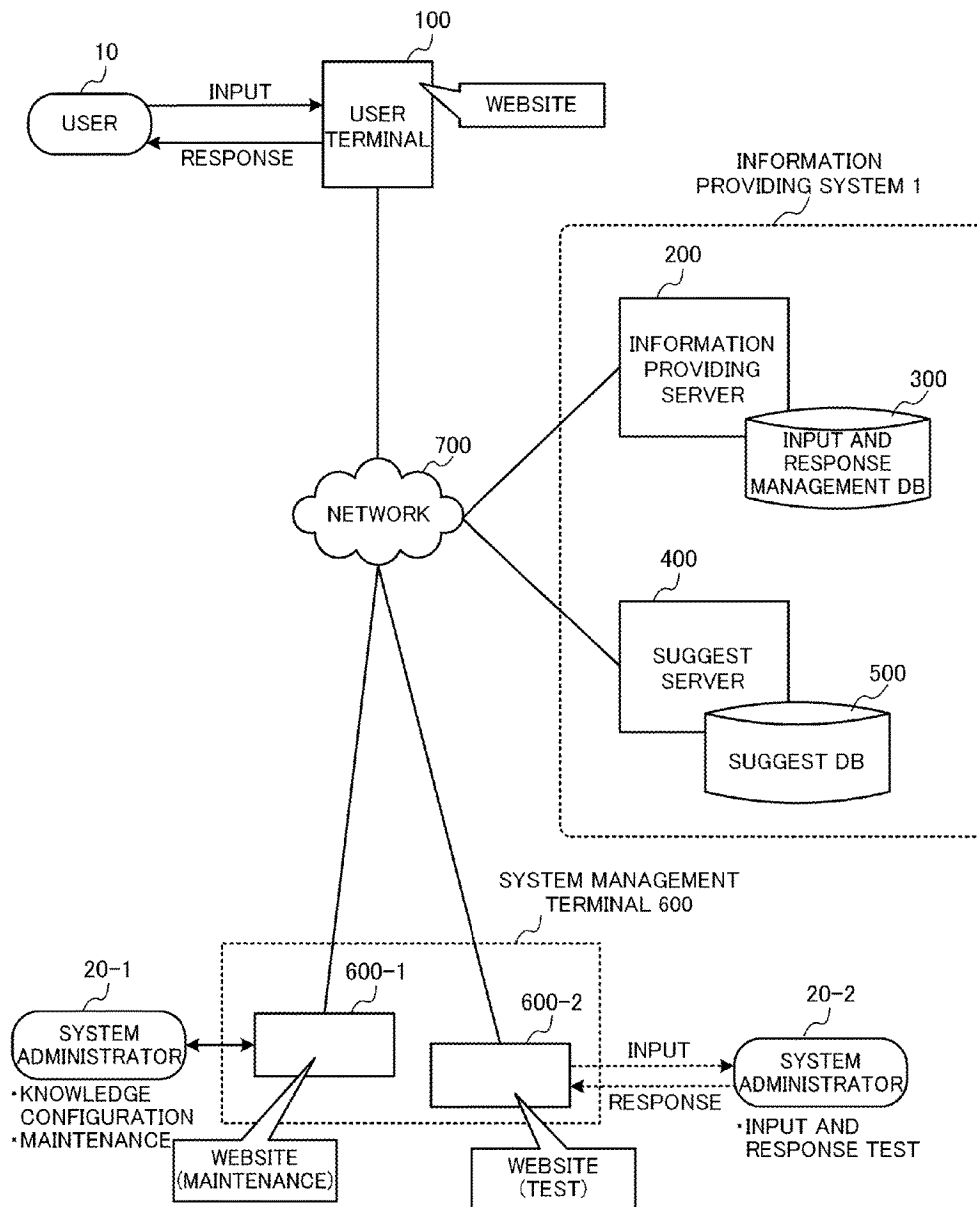 100
10
INPUT
USER
USER
TERMINAL
WEBSITE
RESPONSE
INFORMATION
PROVIDING SYSTEM 1
200
INFORMATION
PROVIDING
SERVER
300
INPUT AND
RESPONSE
MANAGEMENT DB
700
NETWORK
400
SUGGEST
SERVER
500
SUGGEST DB
SYSTEM MANAGEMENT
TERMINAL 600
20-1
600-1
600-2
20-2
SYSTEM
ADMINISTRATOR
INPUT
SYSTEM
ADMINISTRATOR
RESPONSE
・KNOWLEDGE
CONFIGURATION
・MAINTENANCE
・INPUT AND
RESPONSE TEST
WEBSITE
(MAINTENANCE)
WEBSITE
(TEST)